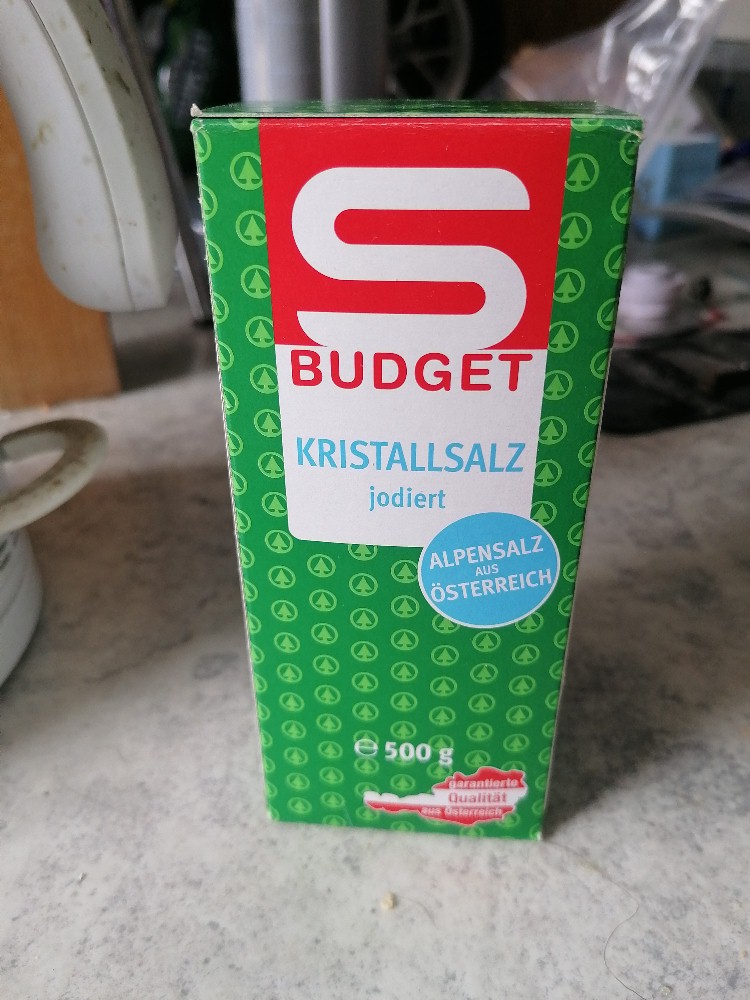 S
BUDGET
KRISTALLSALZ
jodiert
ALPENSALZ
AUS
ÖSTERREICH
℮ 500 g
garantierte
Qualität
aus Österreich